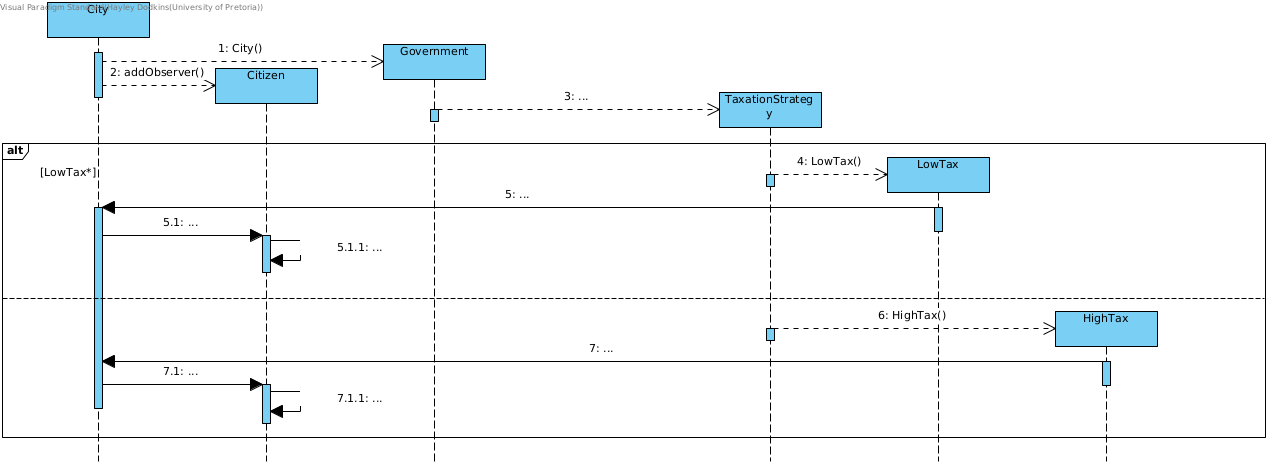 Visual Paradigm Standard(Hayley Dodkins(University of Pretoria))
City
1: City()
Government
2: addObserver()
Citizen
3: ...
TaxationStrateg
y
alt
[LowTax*]
4: LowTax()
LowTax
5: ...
5.1: ...
5.1.1: ...
6: HighTax()
HighTax
7: ...
7.1: ...
7.1.1: ...